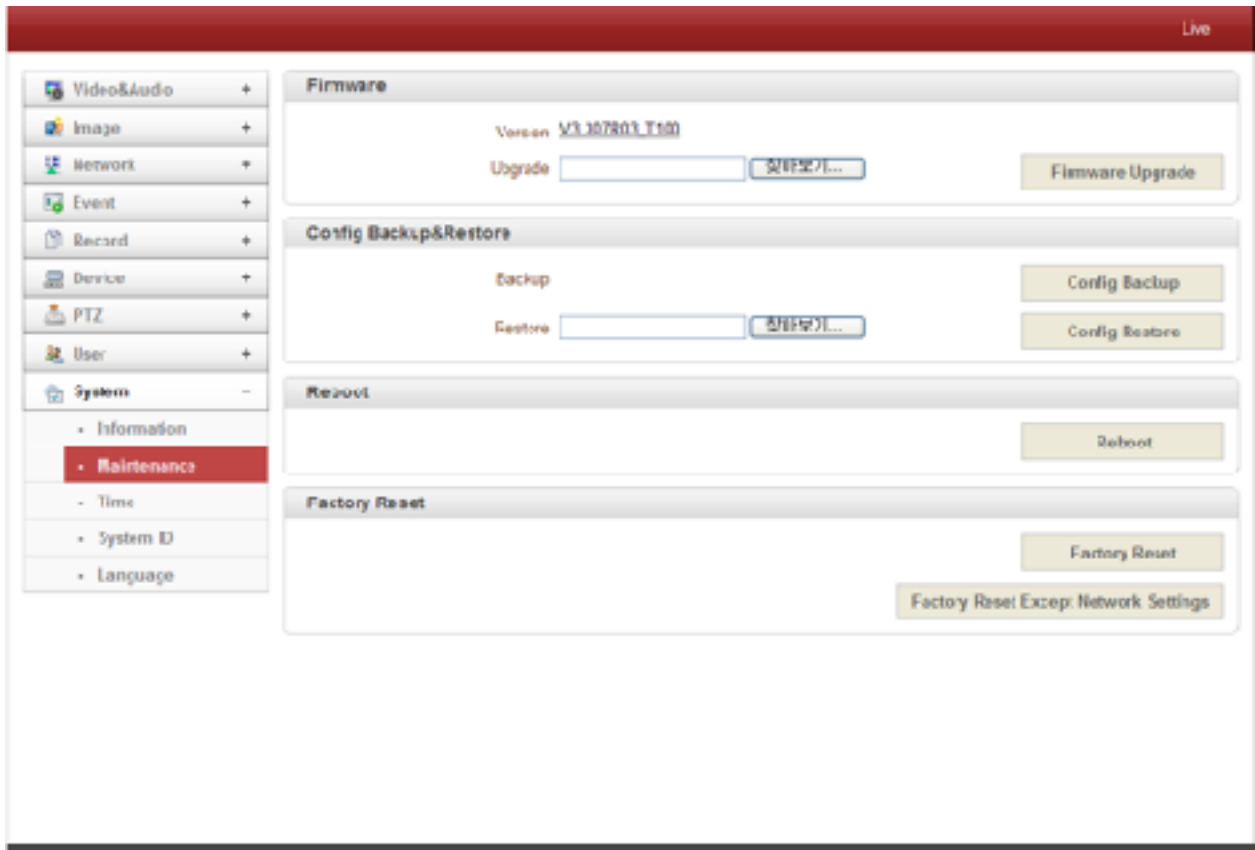 Live
Video&Audio +
Image +
Network +
Event +
Record +
Device +
PTZ +
User +
System -
Information
Maintenance
Time
System ID
Language
Firmware
Version
Upgrade 찾아보기...
Firmware Upgrade
Config Backup&Restore
Backup
Config Backup
Restore 찾아보기...
Config Restore
Reboot
Reboot
Factory Reset
Factory Reset
Factory Reset Except Network Settings